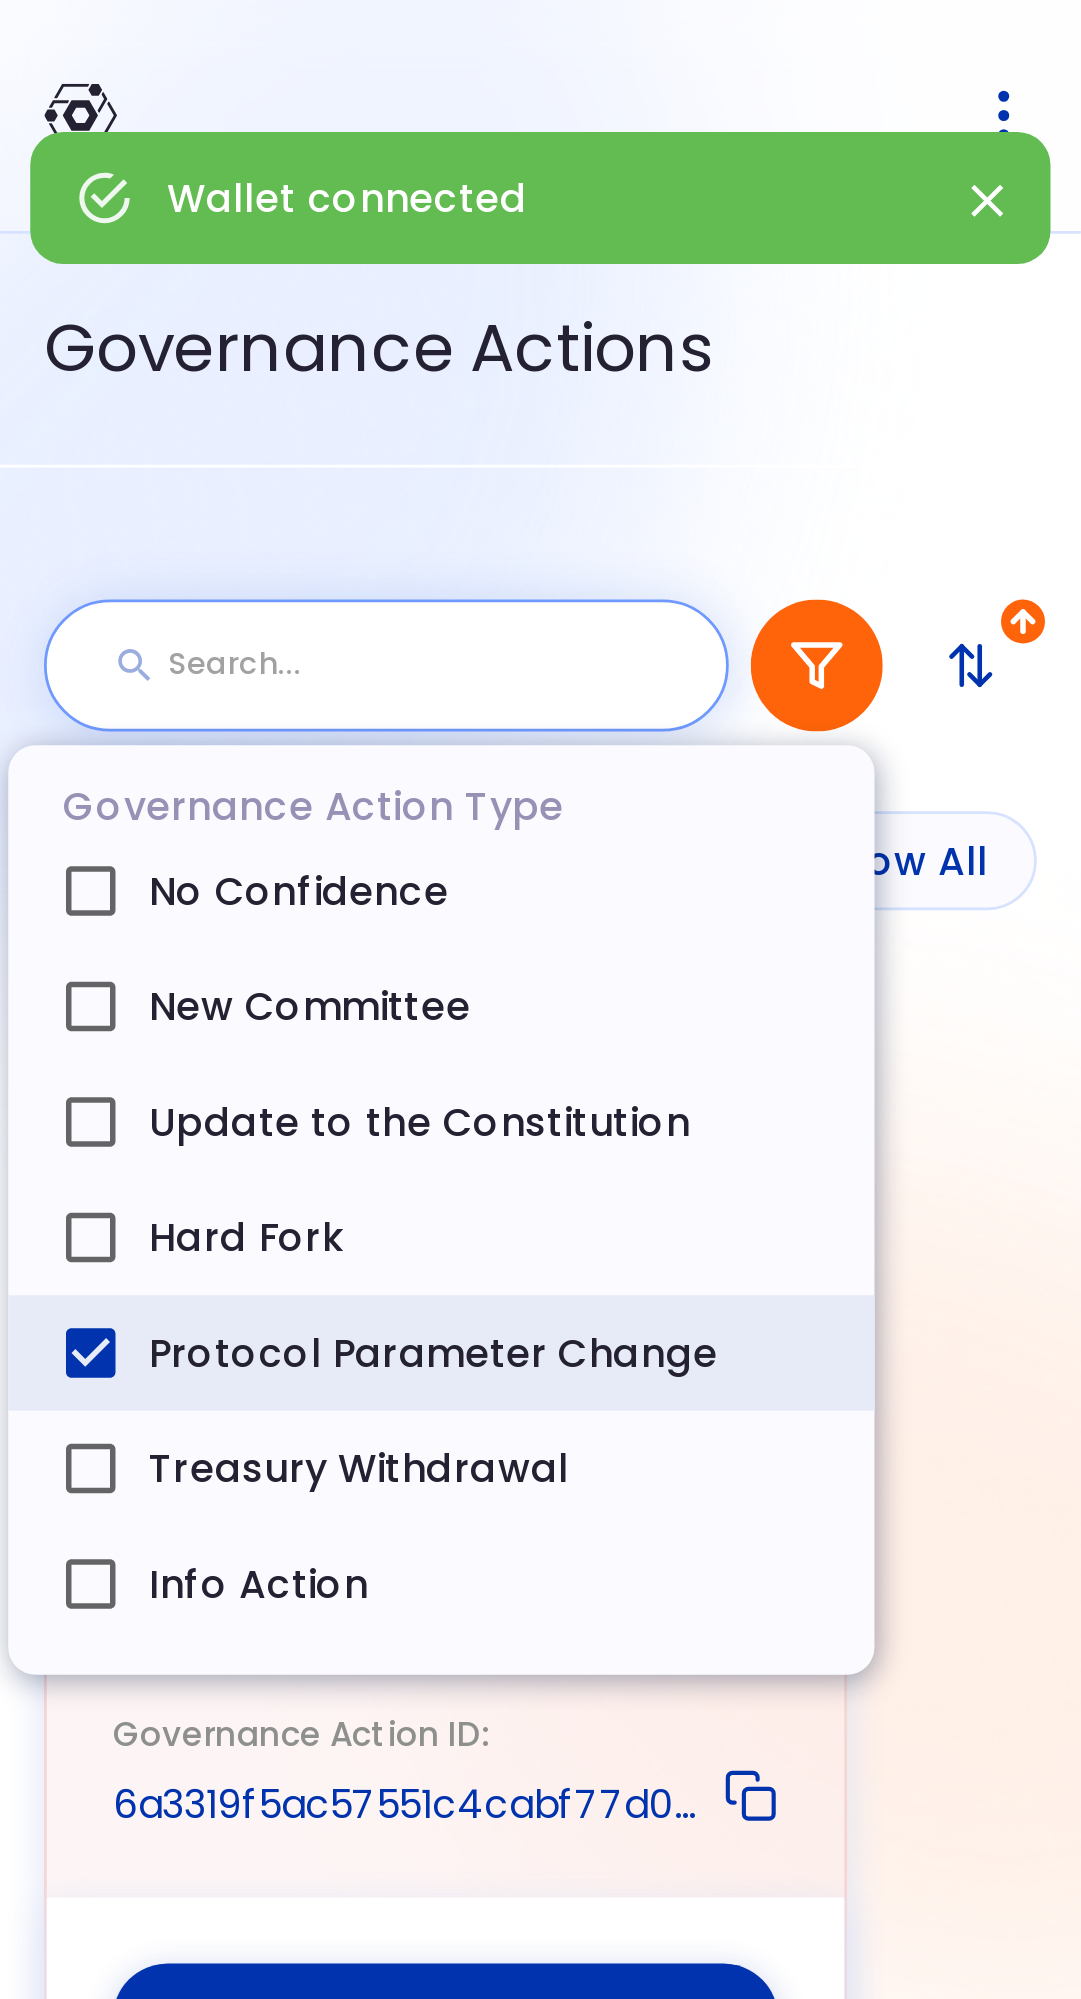 Wallet connected
Governance Actions
Search...
Governance Action Type
No Confidence
All
New Committee
Update to the Constitution
Hard Fork
Protocol Parameter Change
Treasury Withdrawal
Info Action
Governance Action ID:
6a3319f5ac57551c4cabf77d0...